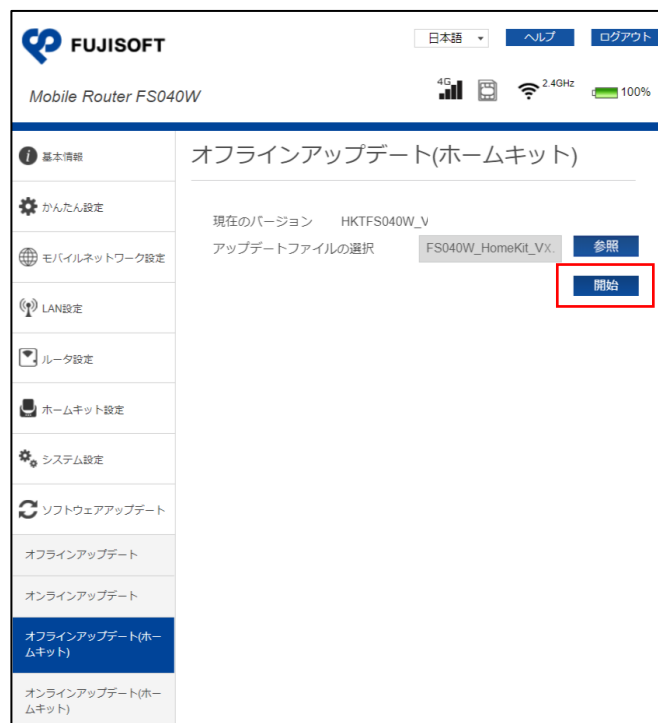 FUJISOFT
日本語
ヘルプ
ログアウト
Mobile Router FS040W
4G
2.4GHz
100%
基本情報
かんたん設定
モバイルネットワーク設定
LAN設定
ルータ設定
ホームキット設定
システム設定
ソフトウェアアップデート
オフラインアップデート
オンラインアップデート
オフラインアップデート(ホー
ムキット)
オンラインアップデート(ホー
ムキット)
オフラインアップデート(ホームキット)
現在のバージョン HKTFS040W_V
アップデートファイルの選択 FS040W_HomeKit_VX. 参照
開始